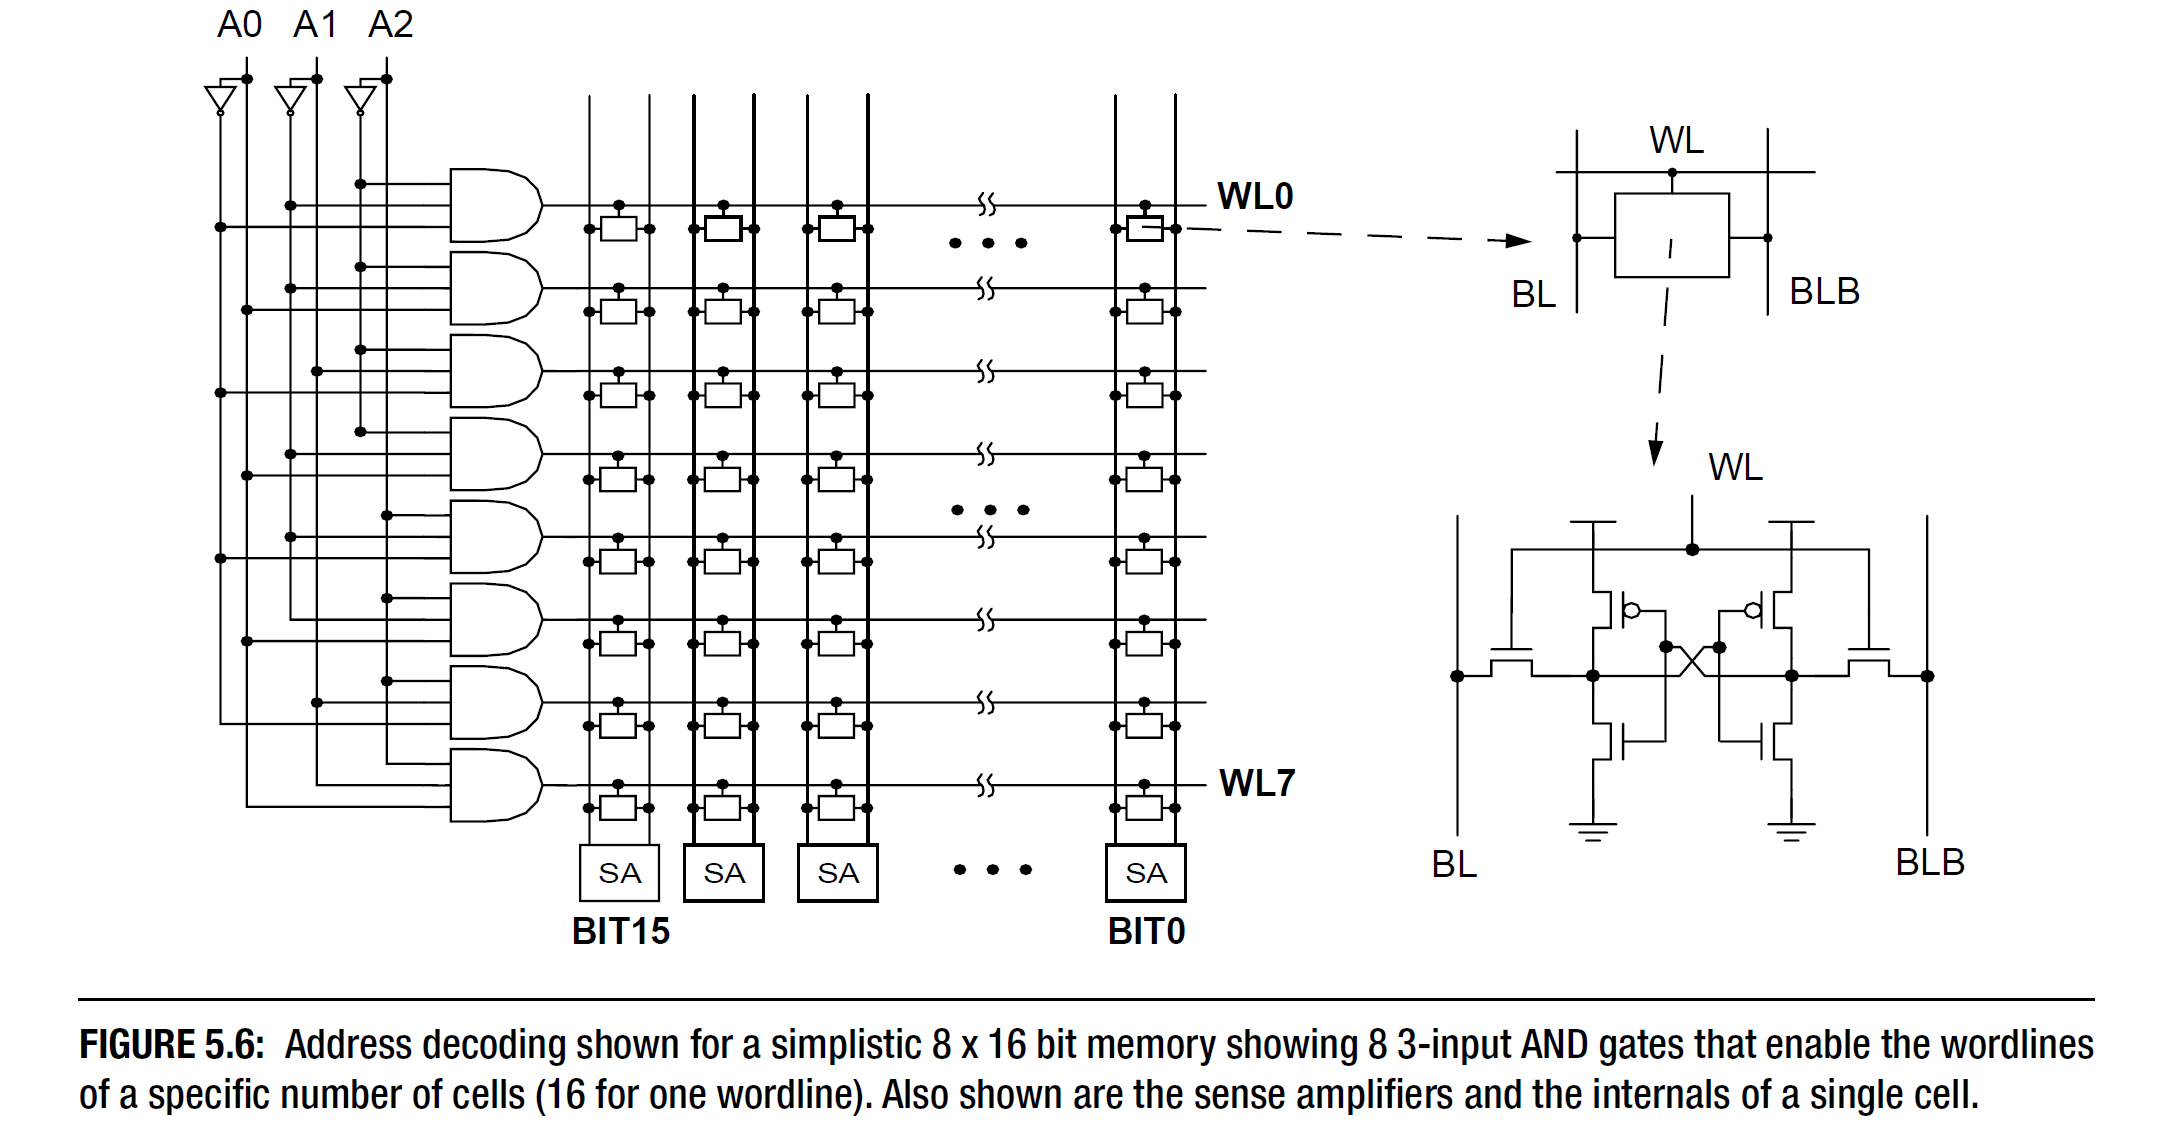 A0 A1 A2
WL0
WL
BL
BLB
WL
WL7
SA SA SA SA
BL
BLB
BIT15
BIT0
FIGURE 5.6: Address decoding shown for a simplistic 8 x 16 bit memory showing 8 3-input AND gates that enable the wordlines
of a specific number of cells (16 for one wordline). Also shown are the sense amplifiers and the internals of a single cell.